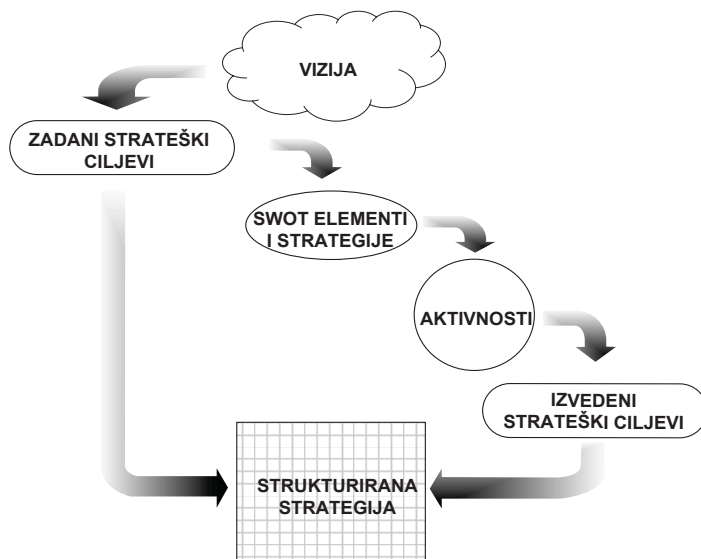 VIZIJA
ZADANI STRATEŠKI
CILJEVI
SWOT ELEMENTI
I STRATEGIJE
AKTIVNOSTI
IZVEDENI
STRATEŠKI CILJEVI
STRUKTURIRANA
STRATEGIJA